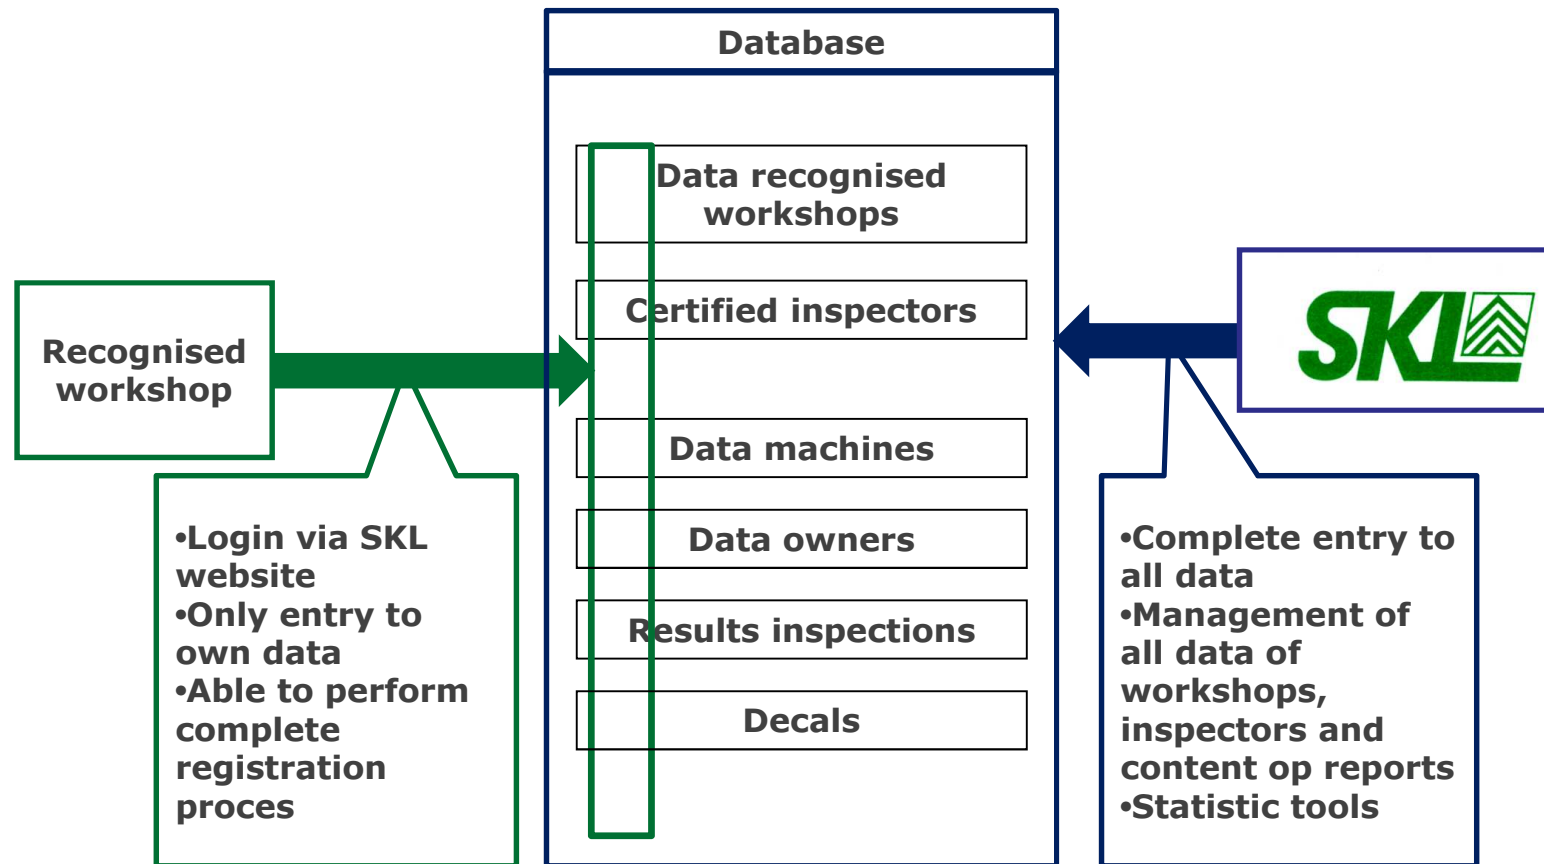 Database
Data recognised
workshops
Certified inspectors
Data machines
Data owners
Results inspections
Decals
Recognised
workshop
•Login via SKL
website
•Only entry to
own data
•Able to perform
complete
registration
proces
SKL
•Complete entry to
all data
•Management of
all data of
workshops,
inspectors and
content op reports
•Statistic tools